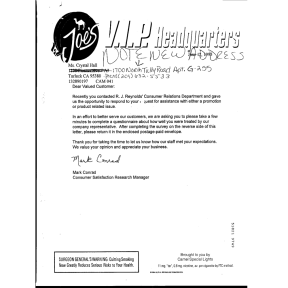 Joe's
V.I.P. Headquarters
NOTE NEW ADDRESS
Ms. Crystal Hall
Turlock CA 95380
Dear Valued Customer:
Recently you contacted R. J. Reynolds' Consumer Relations Department and gave
us the opportunity to respond to your request for assistance with either a promotion
or product related issue.
In an effort to better serve our customers, we are asking you to take a few
minutes to complete a questionnaire about how well you were treated by our
company representative. After completing the survey on the reverse side of this
letter, please return it in the enclosed postage-paid envelope.
Thank you for taking the time to let us know how our staff met your expectations.
We value your opinion and appreciate your business.
Mark Conrad
Mark Conrad
Consumer Satisfaction Research Manager
SURGEON GENERAL'S WARNING: Quitting Smoking
Now Greatly Reduces Serious Risks to Your Health.
Brought to you by
Camel Special Lights